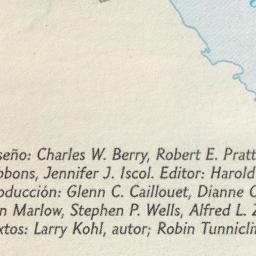 seño: Charles W. Berry, Robert E. Pratt
bbons, Jennifer J. Iscol. Editor: Harold
oducción: Glenn C. Caillouet, Dianne C
n Marlow, Stephen P. Wells, Alfred L. Z
xtos: Larry Kohl, autor; Robin Tunniclif